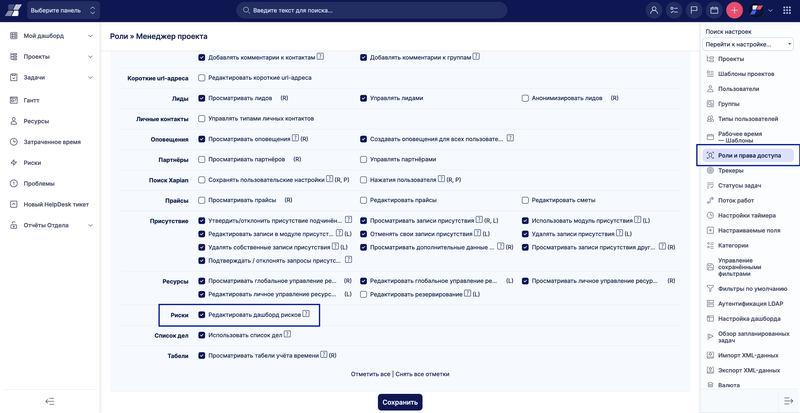 Выберите панель
Введите текст для поиска...
Мой дашборд
Проекты
Задачи
Гантт
Ресурсы
Затраченное время
Риски
Проблемы
Новый HelpDesk тикет
Отчёты Отдела
Роли » Менеджер проекта
Добавлять комментарии к контактам ?
Добавлять комментарии к группам ?
Короткие url-адреса
Редактировать короткие url-адреса
Лиды
Просматривать лидов (R)
Управлять лидами
Анонимизировать лидов (R)
Личные контакты
Управлять типами личных контактов
Оповещения
Просматривать оповещения ? (R)
Создавать оповещения для всех пользовате... ?
Партнёры
Просматривать партнёров (R)
Управлять партнёрами
Поиск Xapian
Сохранять пользовательские настройки ? (R, P)
Нажатия пользователя ? (R, P)
Прайсы
Просматривать прайсы (R)
Редактировать прайсы
Редактировать сметы
Присутствие
Утвердить/отклонить присутствие подчинён... ?
Просматривать записи присутствия ? (R, L)
Использовать модуль присутствия ? (L)
Редактировать записи в модуле присутст... ? (L)
Отменять свои записи присутствия ? (L)
Удалять записи присутствия ? (L)
Удалять собственные записи присутствия ? (L)
Просматривать дополнительные данные ... ? (R)
Просматривать записи присутствия друг... ? (R)
Подтверждать / отклонять запросы присутс... ?
Ресурсы
Просматривать глобальное управление ре... (R)
Редактировать глобальное управление ре... (L)
Просматривать личное управление ресур... (R)
Редактировать личное управление ресурс... (L)
Редактировать резервирование ? (L)
Риски
Редактировать дашборд рисков ?
Список дел
Использовать список дел ?
Табели
Просматривать табели учёта времени ? (R)
Отметить все | Снять все отметки
Сохранить
Поиск настроек
Перейти к настройке...
Проекты
Шаблоны проектов
Пользователи
Группы
Типы пользователей
Рабочее время
— Шаблоны
Роли и права доступа
Трекеры
Статусы задач
Поток работ
Настройки таймера
Настраиваемые поля
Категории
Управление
сохранёнными
фильтрами
Фильтры по умолчанию
Аутентификация LDAP
Настройка дашборда
Обзор запланированных
задач
Импорт XML-данных
Экспорт XML-данных
Валюта